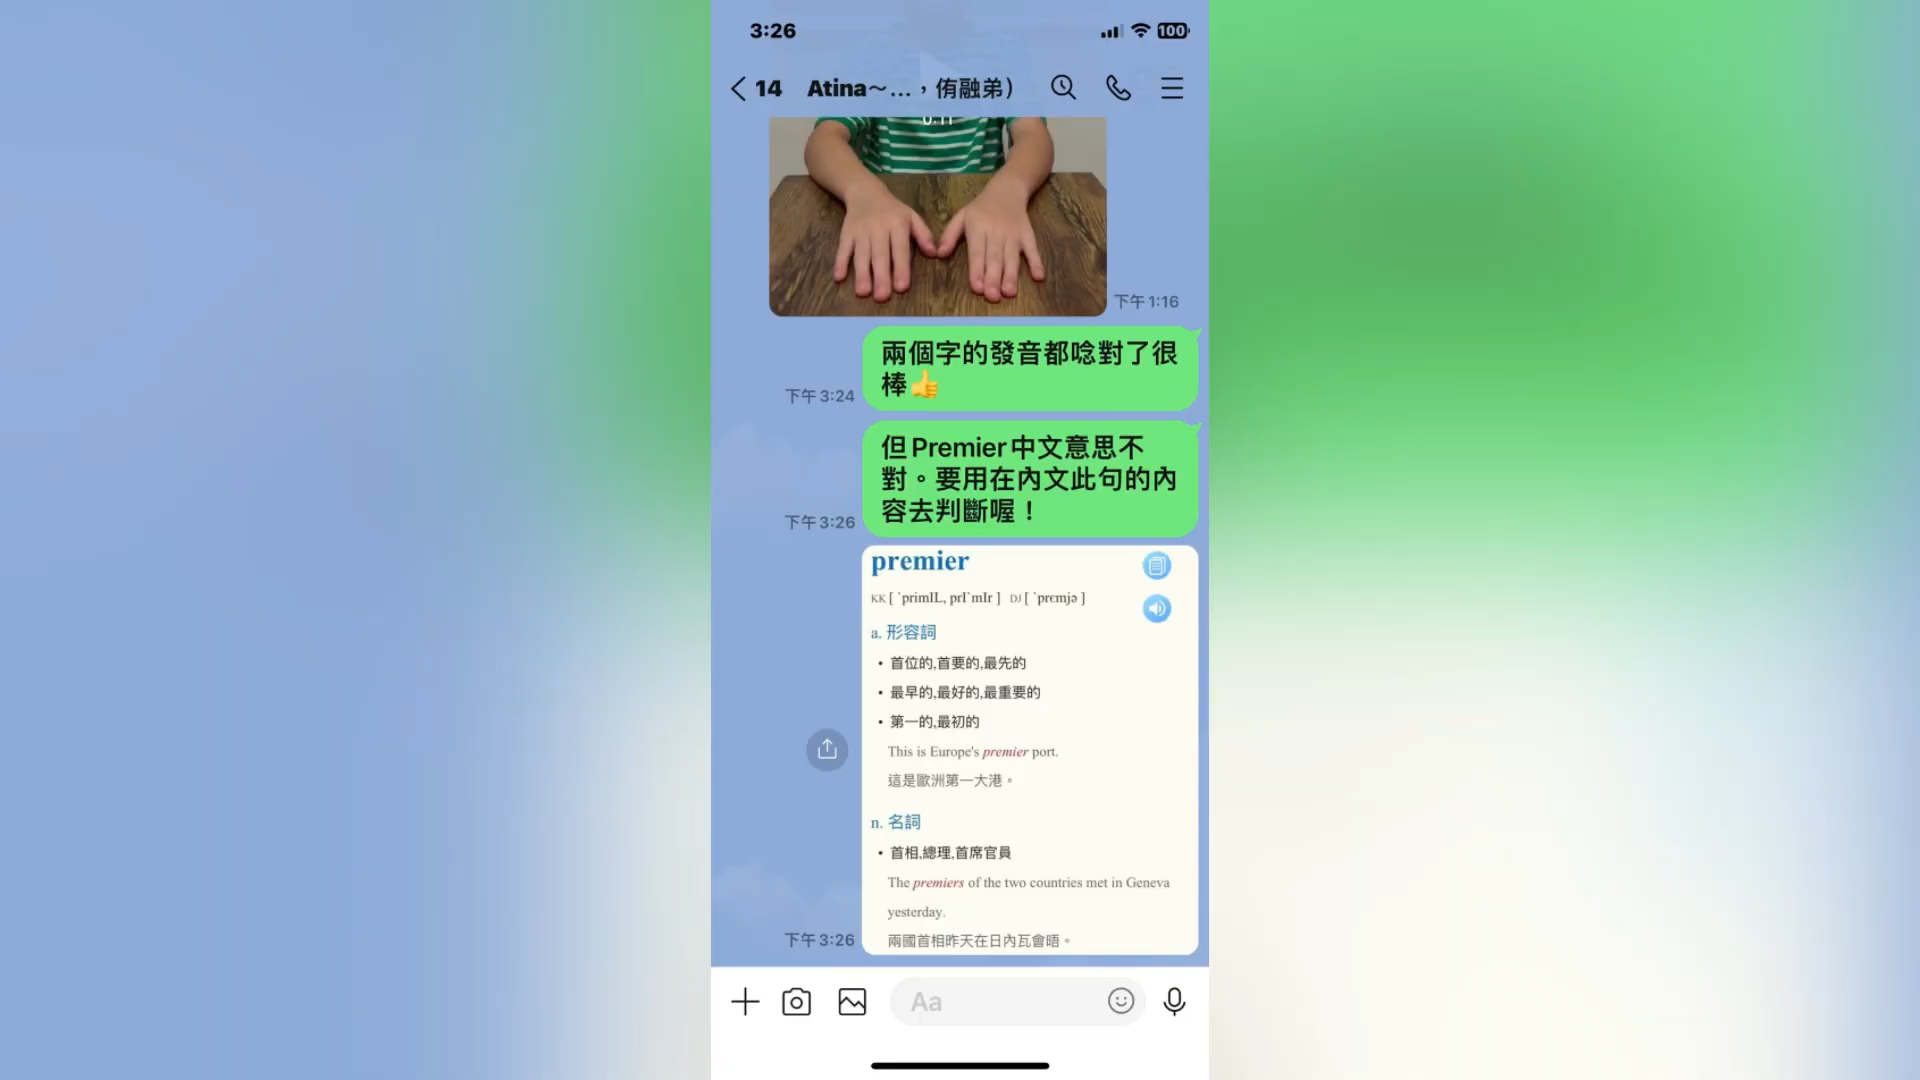 3:26
100
14 Atina~...，侑融弟）
下午1:16
兩個字的發音都唸對了很
棒👍
下午3:24
但Premier中文意思不
對。要用在內文此句的內
容去判斷喔！
下午3:26
premier
KK [ ˋprimIL, prIˋmIr ] DJ [ ˋpremjə ]
a. 形容詞
• 首位的,首要的,最先的
• 最早的,最好的,最重要的
• 第一的,最初的
This is Europe's premier port.
這是歐洲第一大港。
n. 名詞
• 首相,總理,首席官員
The premiers of the two countries met in Geneva
yesterday.
兩國首相昨天在日內瓦會晤。
下午3:26
Aa